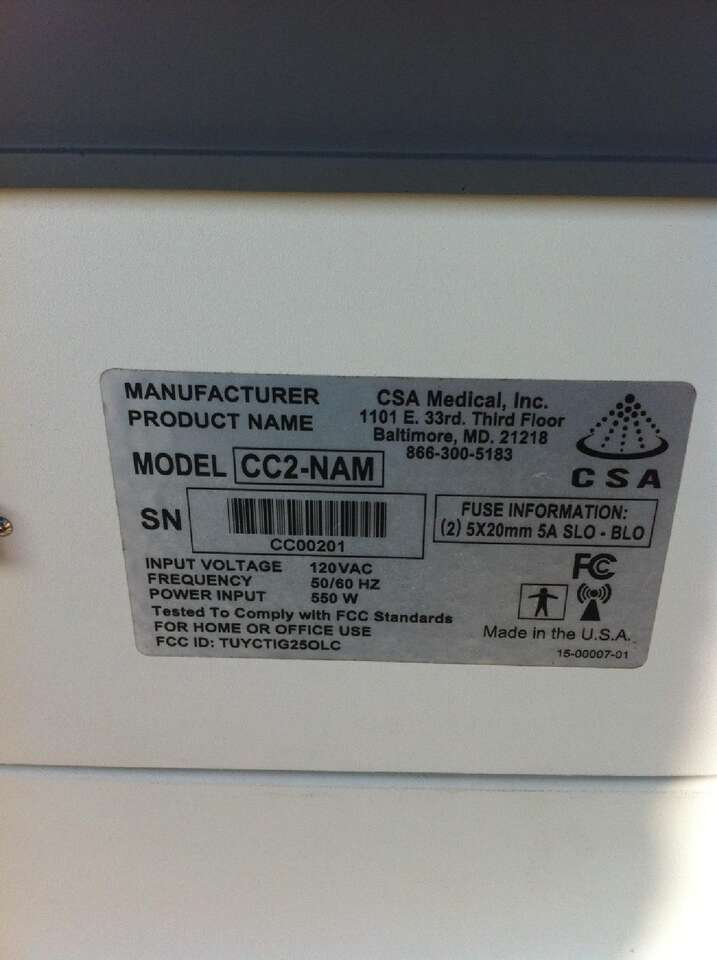 MANUFACTURER
PRODUCT NAME
CSA Medical, Inc.
1101 E. 33rd. Third Floor
Baltimore, MD. 21218
866-300-5183
CSA
MODEL CC2-NAM
SN
CC00201
FUSE INFORMATION:
(2) 5X20mm 5A SLO - BLO
INPUT VOLTAGE 120VAC
FREQUENCY 50/60 HZ
POWER INPUT 550 W
Tested To Comply with FCC Standards
FOR HOME OR OFFICE USE
FCC ID: TUYCTIG25OLC
FC
Made in the U.S.A.
15-00007-01